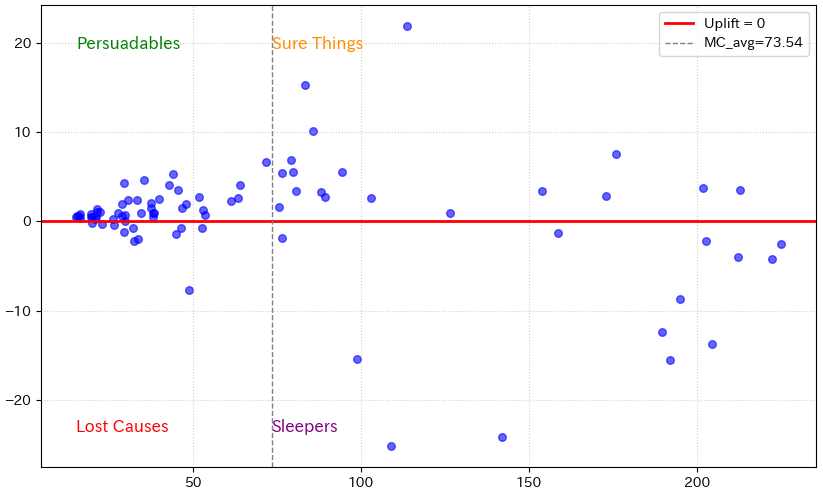 Persuadables
Sure Things
Uplift = 0
MC_avg=73.54
20
10
0
−10
−20
Lost Causes
Sleepers
50
100
150
200